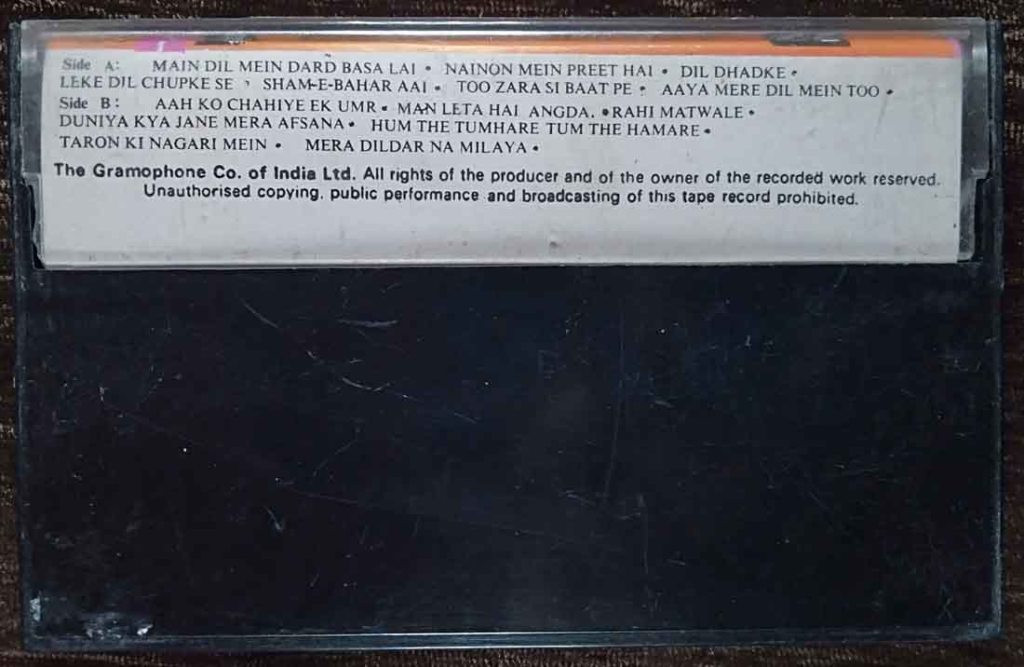 Side A: MAIN DIL MEIN DARD BASA LAI • NAINON MEIN PREET HAI • DIL DHADKE •
LEKE DIL CHUPKE SE • SHAM-E-BAHAR AAI • TOO ZARA SI BAAT PE • AAYA MERE DIL MEIN TOO •
Side B: AAH KO CHAHIYE EK UMR • MAN LETA HAI ANGDA. • RAHI MATWALE •
DUNIYA KYA JANE MERA AFSANA • HUM THE TUMHARE TUM THE HAMARE •
TARON KI NAGARI MEIN • MERA DILDAR NA MILAYA •
The Gramophone Co. of India Ltd. All rights of the producer and of the owner of the recorded work reserved.
Unauthorised copying, public performance and broadcasting of this tape record prohibited.